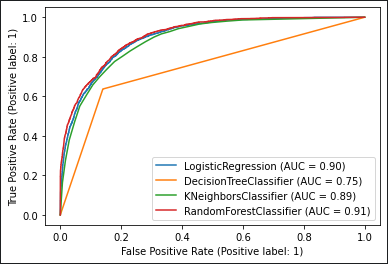 1.0
0.8
0.6
0.4
0.2
0.0
True Positive Rate (Positive label: 1)
LogisticRegression (AUC = 0.90)
DecisionTreeClassifier (AUC = 0.75)
KNeighborsClassifier (AUC = 0.89)
RandomForestClassifier (AUC = 0.91)
0.0 0.2 0.4 0.6 0.8 1.0
False Positive Rate (Positive label: 1)